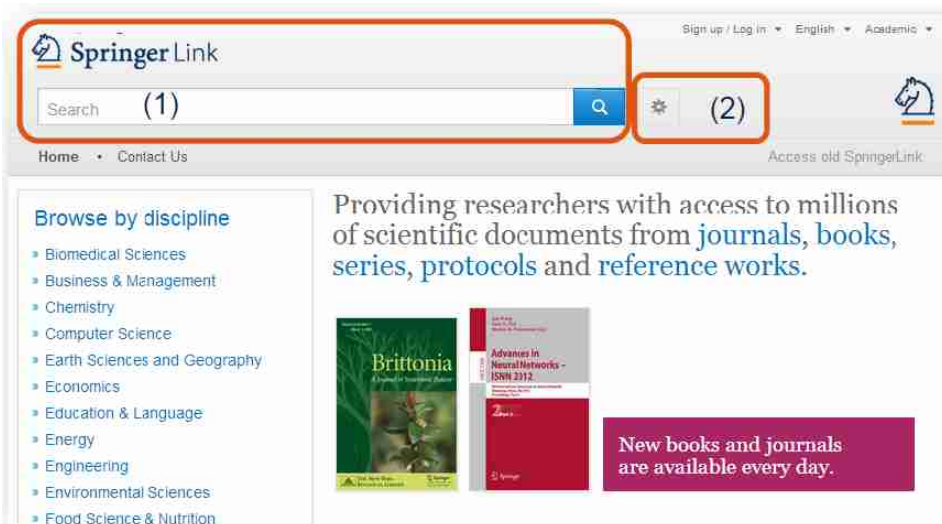 Sign up / Log in English Academic
Springer Link
Search (1)
(2)
Home • Contact Us
Access old SpringerLink
Browse by discipline
» Biomedical Sciences
» Business & Management
» Chemistry
» Computer Science
» Earth Sciences and Geography
» Economics
» Education & Language
» Energy
» Engineering
» Environmental Sciences
» Food Science & Nutrition
Providing researchers with access to millions
of scientific documents from journals, books,
series, protocols and reference works.
Brittonia
Advances in
Neural Networks –
ISNN 2312
Springer
Springer
New books and journals
are available every day.